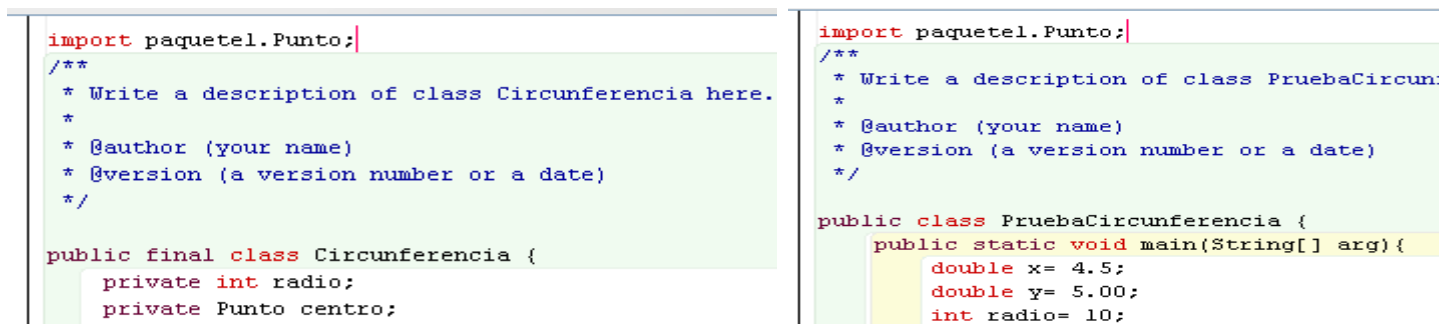 import paquete1.Punto;
/**
 * Write a description of class Circunferencia here.
 *
 * @author (your name)
 * @version (a version number or a date)
 */
public final class Circunferencia {
    private int radio;
    private Punto centro;
import paquete1.Punto;
/**
 * Write a description of class
 *
 * @author (your name)
 * @version (a version number or a date)
 */
public class PruebaCircunferencia {
    public static void main(String[] arg){
        double x= 4.5;
        double y= 5.00;
        int radio= 10;